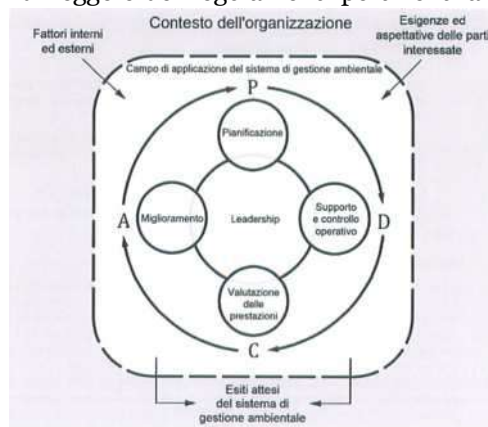 Contesto dell'organizzazione
Fattori interni
ed esterni
Esigenze ed
aspettative delle parti
interessate
Campo di applicazione del sistema di gestione ambientale
P
Pianificazione
A
Miglioramento
Leadership
Supporto
e controllo
operativo
D
Valutazione
delle
prestazioni
C
Esiti attesi
del sistema di
gestione ambientale